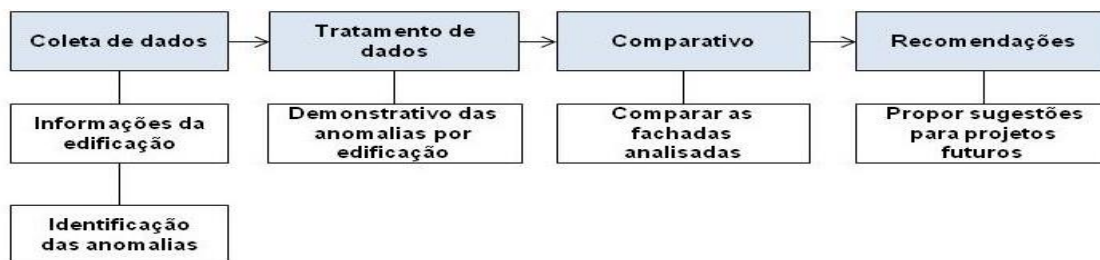 Coleta de dados
Tratamento de
dados
Comparativo
Recomendações
Informações da
edificação
Demonstrativo das
anomalias por
edificação
Comparar as
fachadas
analisadas
Propor sugestões
para projetos
futuros
Identificação
das anomalias